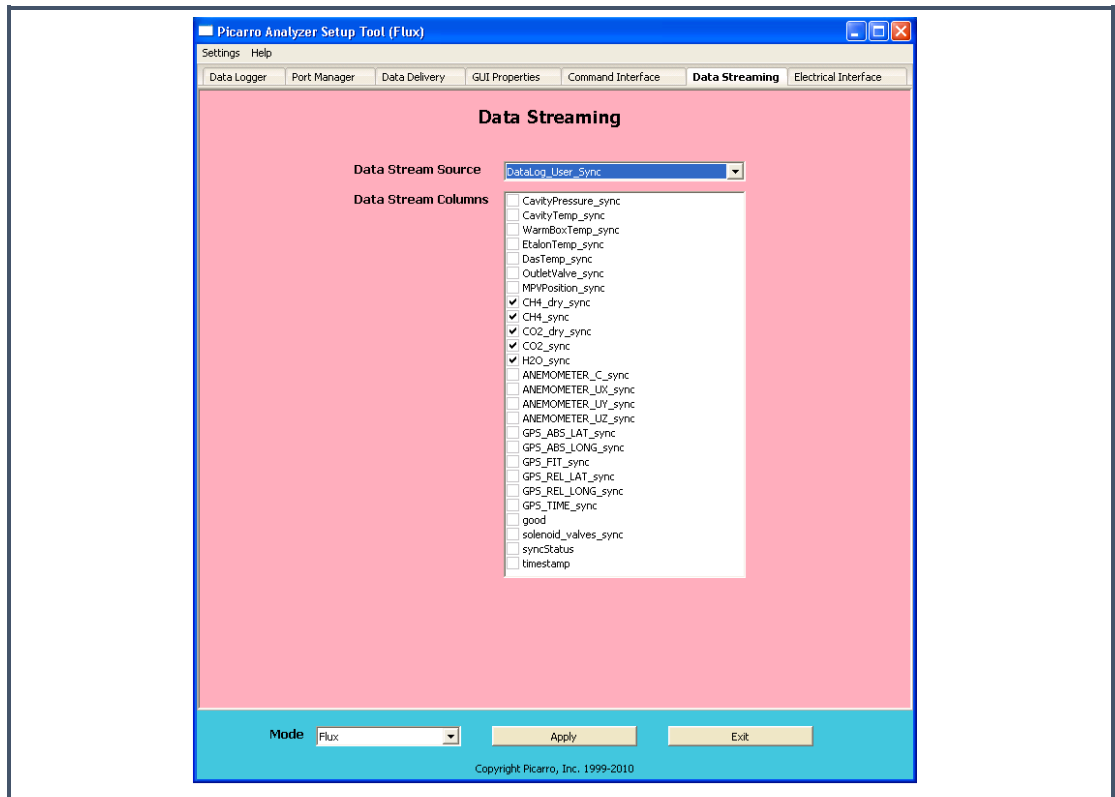 Picarro Analyzer Setup Tool (Flux)
Settings Help
Data Logger Port Manager Data Delivery GUI Properties Command Interface Data Streaming Electrical Interface
Data Streaming
Data Stream Source DataLog_User_Sync
Data Stream Columns
CavityPressure_sync
CavityTemp_sync
WarmBoxTemp_sync
EtalonTemp_sync
DasTemp_sync
OutletValve_sync
MPVPosition_sync
CH4_dry_sync
CH4_sync
CO2_dry_sync
CO2_sync
H2O_sync
ANEMOMETER_C_sync
ANEMOMETER_UX_sync
ANEMOMETER_UY_sync
ANEMOMETER_UZ_sync
GPS_ABS_LAT_sync
GPS_ABS_LONG_sync
GPS_FIT_sync
GPS_REL_LAT_sync
GPS_REL_LONG_sync
GPS_TIME_sync
good
solenoid_valves_sync
syncStatus
timestamp
Mode Flux Apply Exit
Copyright Picarro, Inc. 1999-2010